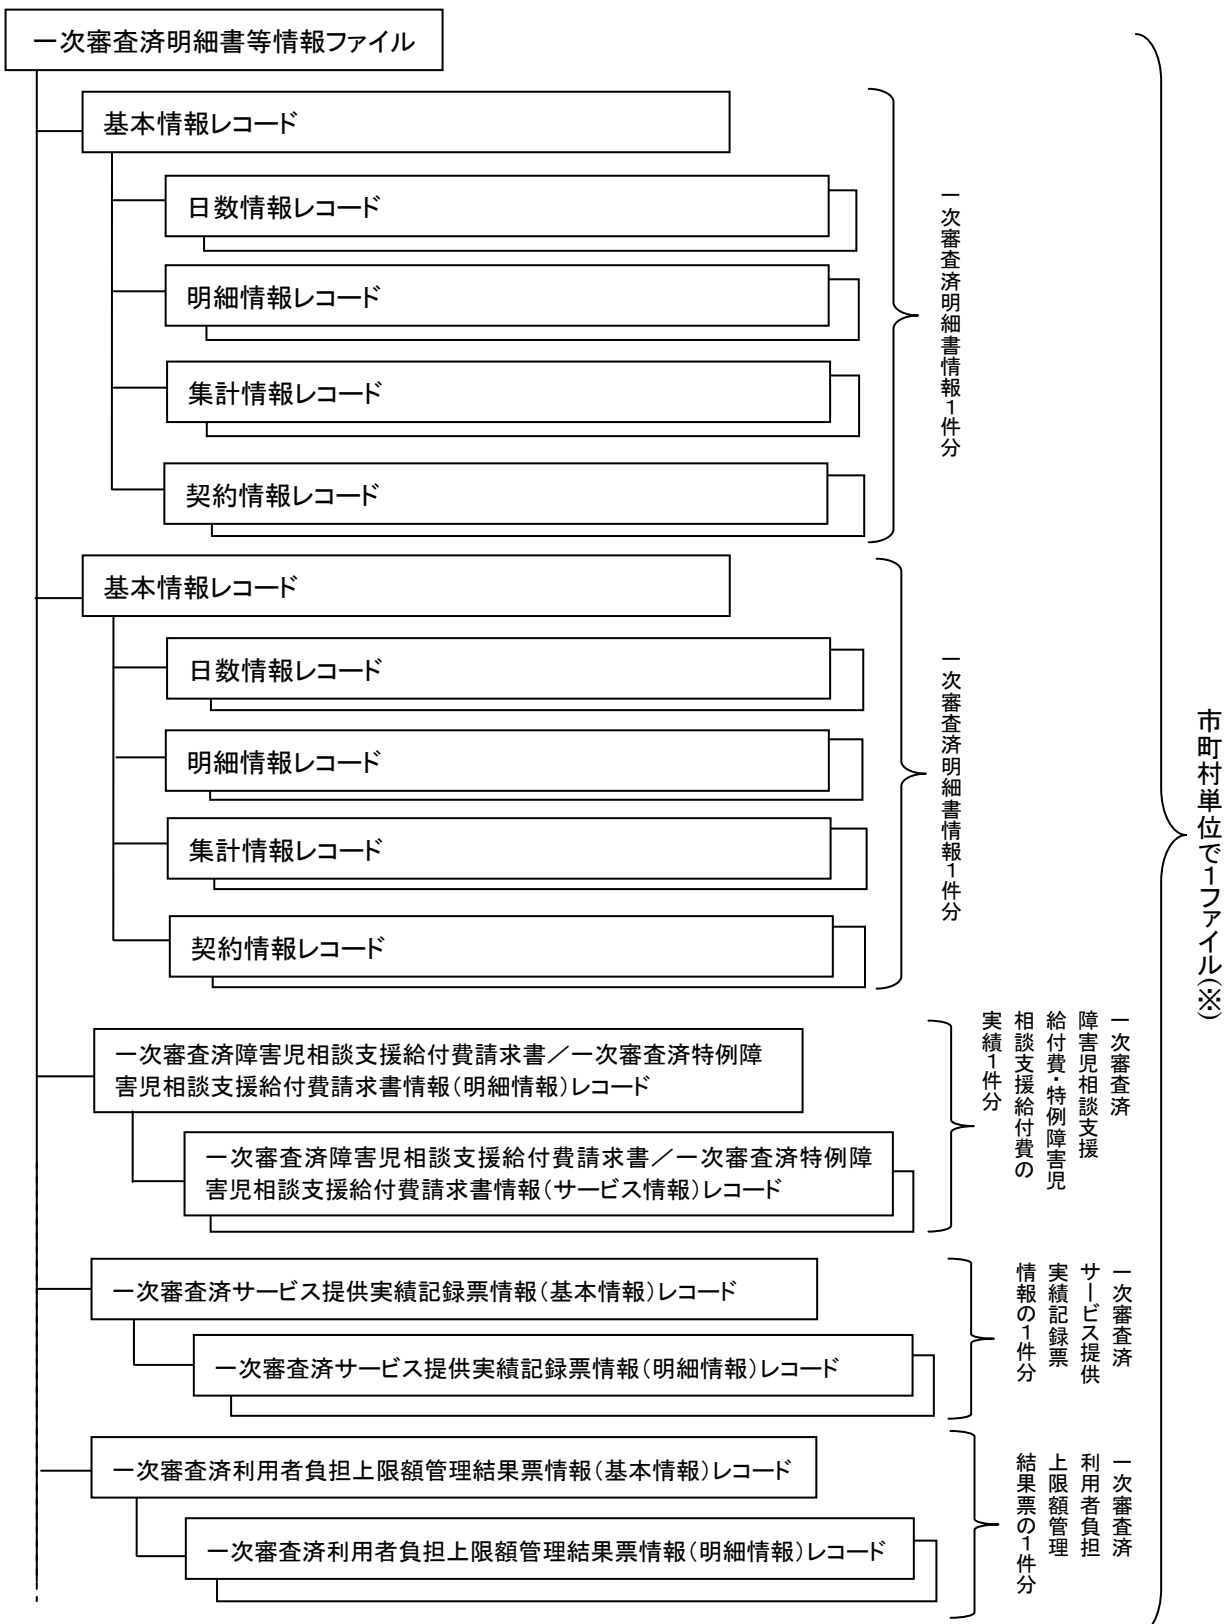 一次審査済明細書等情報ファイル
基本情報レコード
日数情報レコード
明細情報レコード
集計情報レコード
契約情報レコード
一次審査済明細書情報1件分
基本情報レコード
日数情報レコード
明細情報レコード
集計情報レコード
契約情報レコード
一次審査済明細書情報1件分
市町村単位で1ファイル(※)
一次審査済障害児相談支援給付費請求書／一次審査済特例障
害児相談支援給付費請求書情報(明細情報)レコード
一次審査済障害児相談支援給付費請求書／一次審査済特例障
害児相談支援給付費請求書情報(サービス情報)レコード
一次審査済
障害児相談支援
給付費・特例障害児
相談支援給付費の
実績1件分
一次審査済サービス提供実績記録票情報(基本情報)レコード
一次審査済サービス提供実績記録票情報(明細情報)レコード
一次審査済
サービス提供
実績記録票
情報の1件分
一次審査済利用者負担上限額管理結果票情報(基本情報)レコード
一次審査済利用者負担上限額管理結果票情報(明細情報)レコード
一次審査済
利用者負担
上限額管理
結果票の1件分